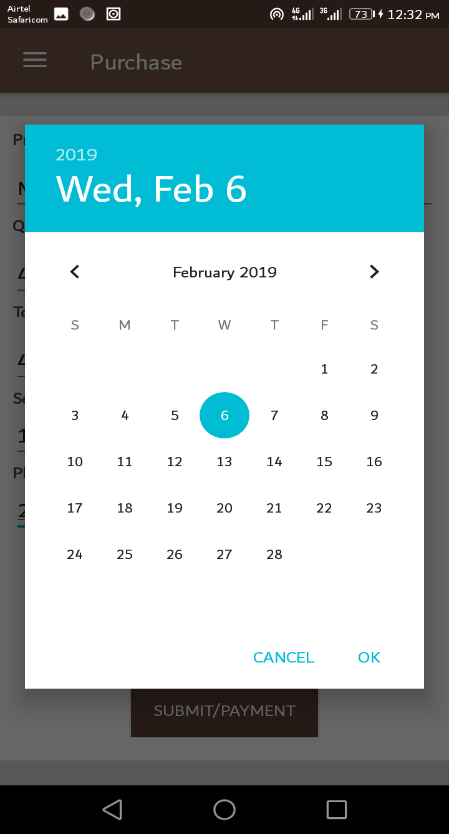 Airtel
Safaricom 4G 3G 73 12:32 PM
Purchase
2019
Wed, Feb 6
February 2019
S M T W T F S
1 2
3 4 5 6 7 8 9
10 11 12 13 14 15 16
17 18 19 20 21 22 23
24 25 26 27 28
CANCEL OK
SUBMIT/PAYMENT